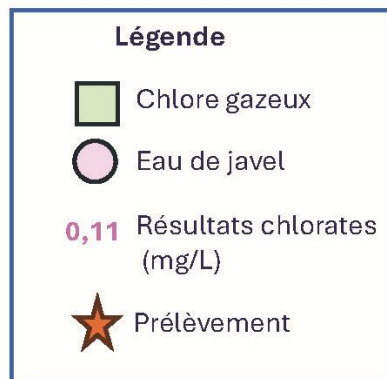 Légende
Chlore gazeux
Eau de javel
0,11 Résultats chlorates
(mg/L)
Prélèvement